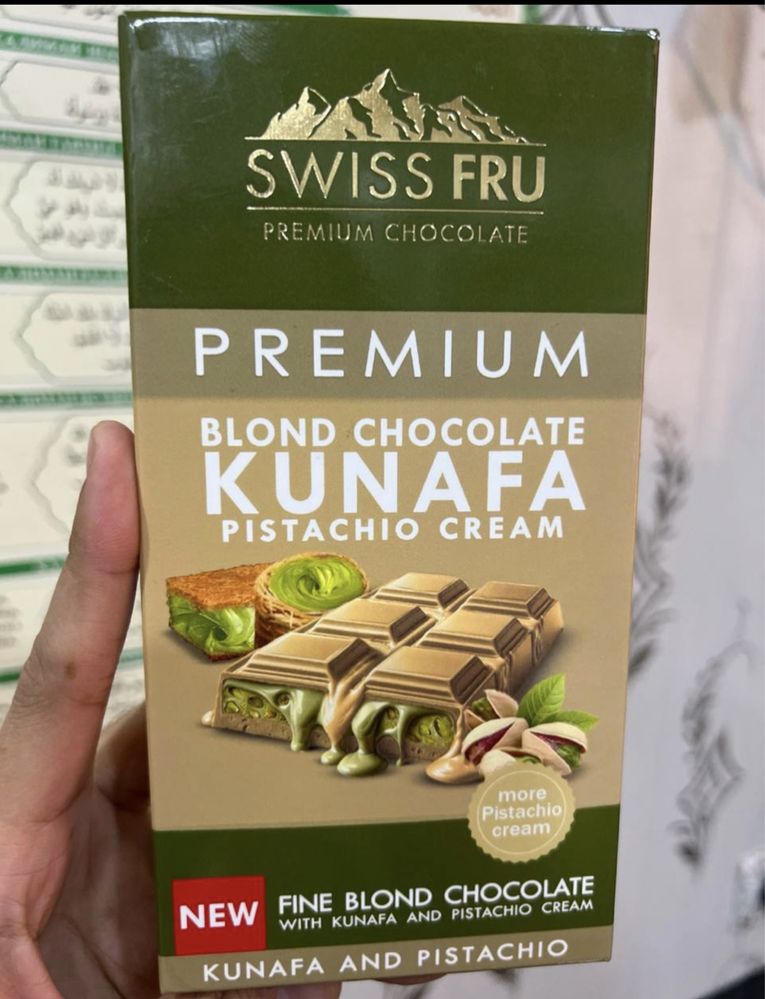 SWISS FRU
PREMIUM CHOCOLATE
PREMIUM
BLOND CHOCOLATE
KUNAFA
PISTACHIO CREAM
more
Pistachio
cream
NEW
FINE BLOND CHOCOLATE
WITH KUNAFA AND PISTACHIO CREAM
KUNAFA AND PISTACHIO